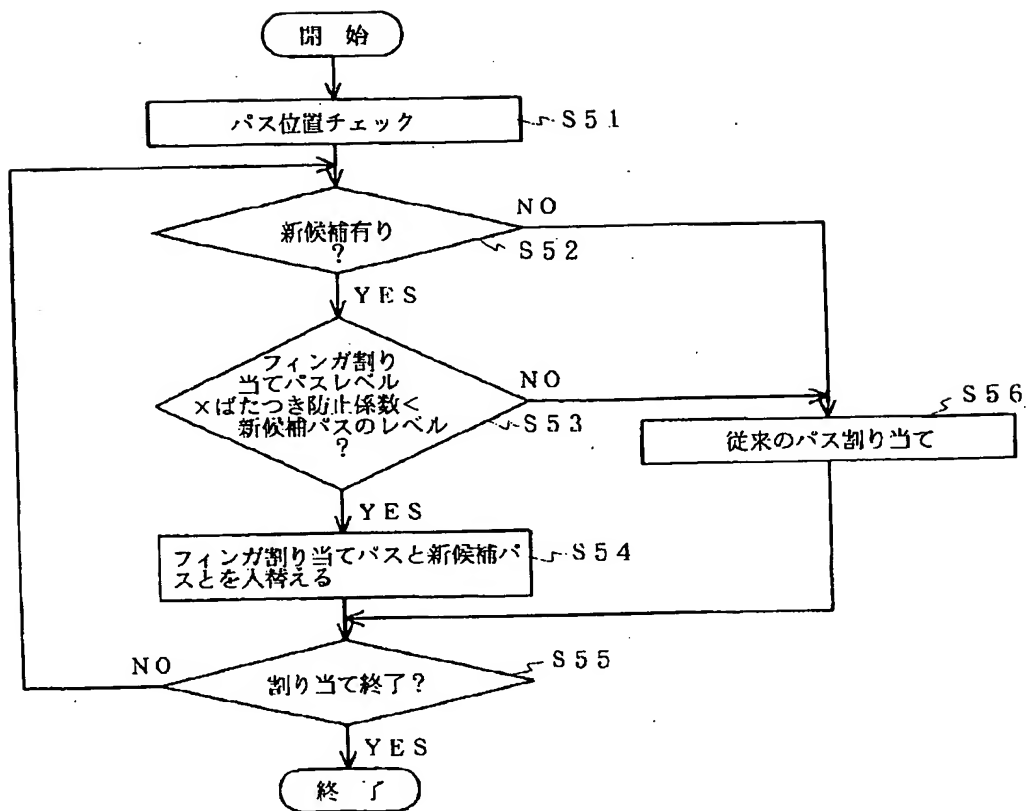 開 始
パス位置チェック
S51
新候補有り
?
NO
S52
YES
フィンガ割り
当てパスレベル
×ばたつき防止係数<
新候補パスのレベル
?
NO
S53
S56
従来のパス割り当て
YES
フィンガ割り当てパスと新候補パ
スとを入替える
S54
NO
割り当て終了?
S55
YES
終 了